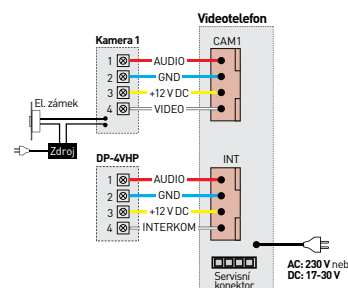 Videotelefon
Kamera 1
CAM1
1 AUDIO
2 GND
3 +12 V DC
4 VIDEO
El. zámek
Zdroj
DP-4VHP
INT
1 AUDIO
2 GND
3 +12 V DC
4 INTERKOM
AC: 230 V neb
DC: 17-30 V
Servisní
konektor